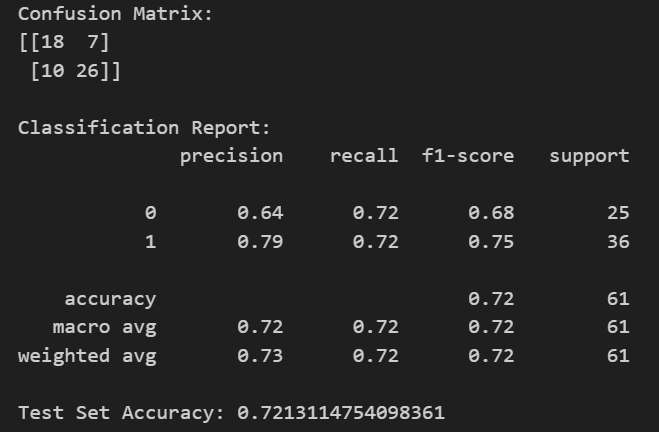 Confusion Matrix:
[[18  7]
 [10 26]]
Classification Report:
              precision    recall  f1-score   support
           0       0.64      0.72      0.68        25
           1       0.79      0.72      0.75        36
    accuracy                           0.72        61
   macro avg       0.72      0.72      0.72        61
weighted avg       0.73      0.72      0.72        61
Test Set Accuracy: 0.7213114754098361